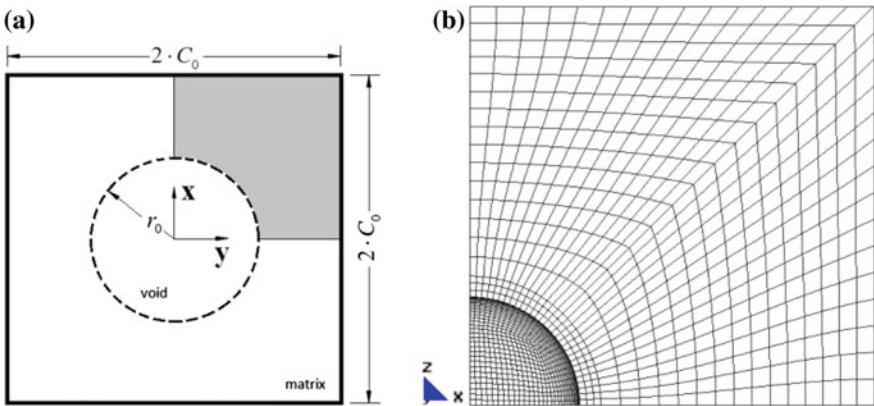 (a)
2 · C₀
x
r₀
y
void
matrix
2 · C₀
(b)
z
x